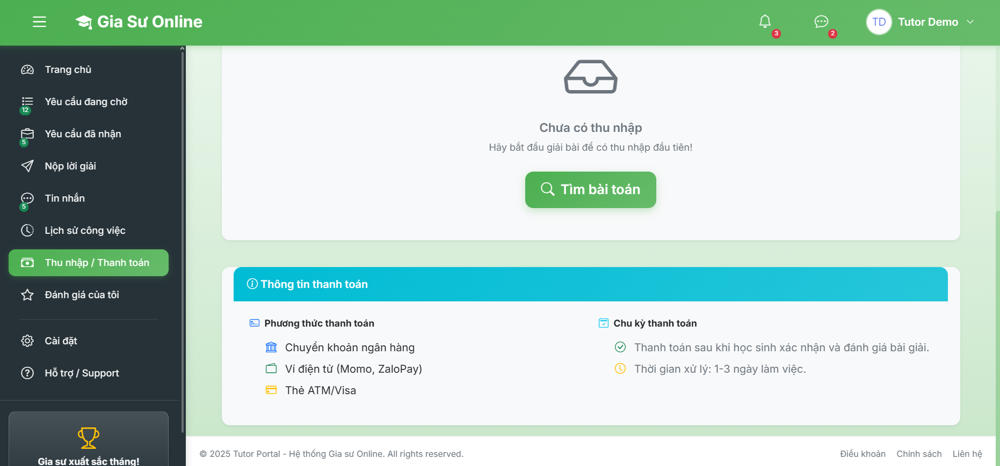 Gia Sư Online
3
2
TD
Tutor Demo
Trang chủ
Yêu cầu đang chờ
12
Yêu cầu đã nhận
5
Nộp lời giải
Tin nhắn
5
Lịch sử công việc
Thu nhập / Thanh toán
Đánh giá của tôi
Cài đặt
Hỗ trợ / Support
Gia sư xuất sắc tháng!
Chưa có thu nhập
Hãy bắt đầu giải bài để có thu nhập đầu tiên!
Tìm bài toán
Thông tin thanh toán
Phương thức thanh toán
Chuyển khoản ngân hàng
Ví điện tử (Momo, ZaloPay)
Thẻ ATM/Visa
Chu kỳ thanh toán
Thanh toán sau khi học sinh xác nhận và đánh giá bài giải.
Thời gian xử lý: 1-3 ngày làm việc.
© 2025 Tutor Portal - Hệ thống Gia sư Online. All rights reserved.
Điều khoản Chính sách Liên hệ